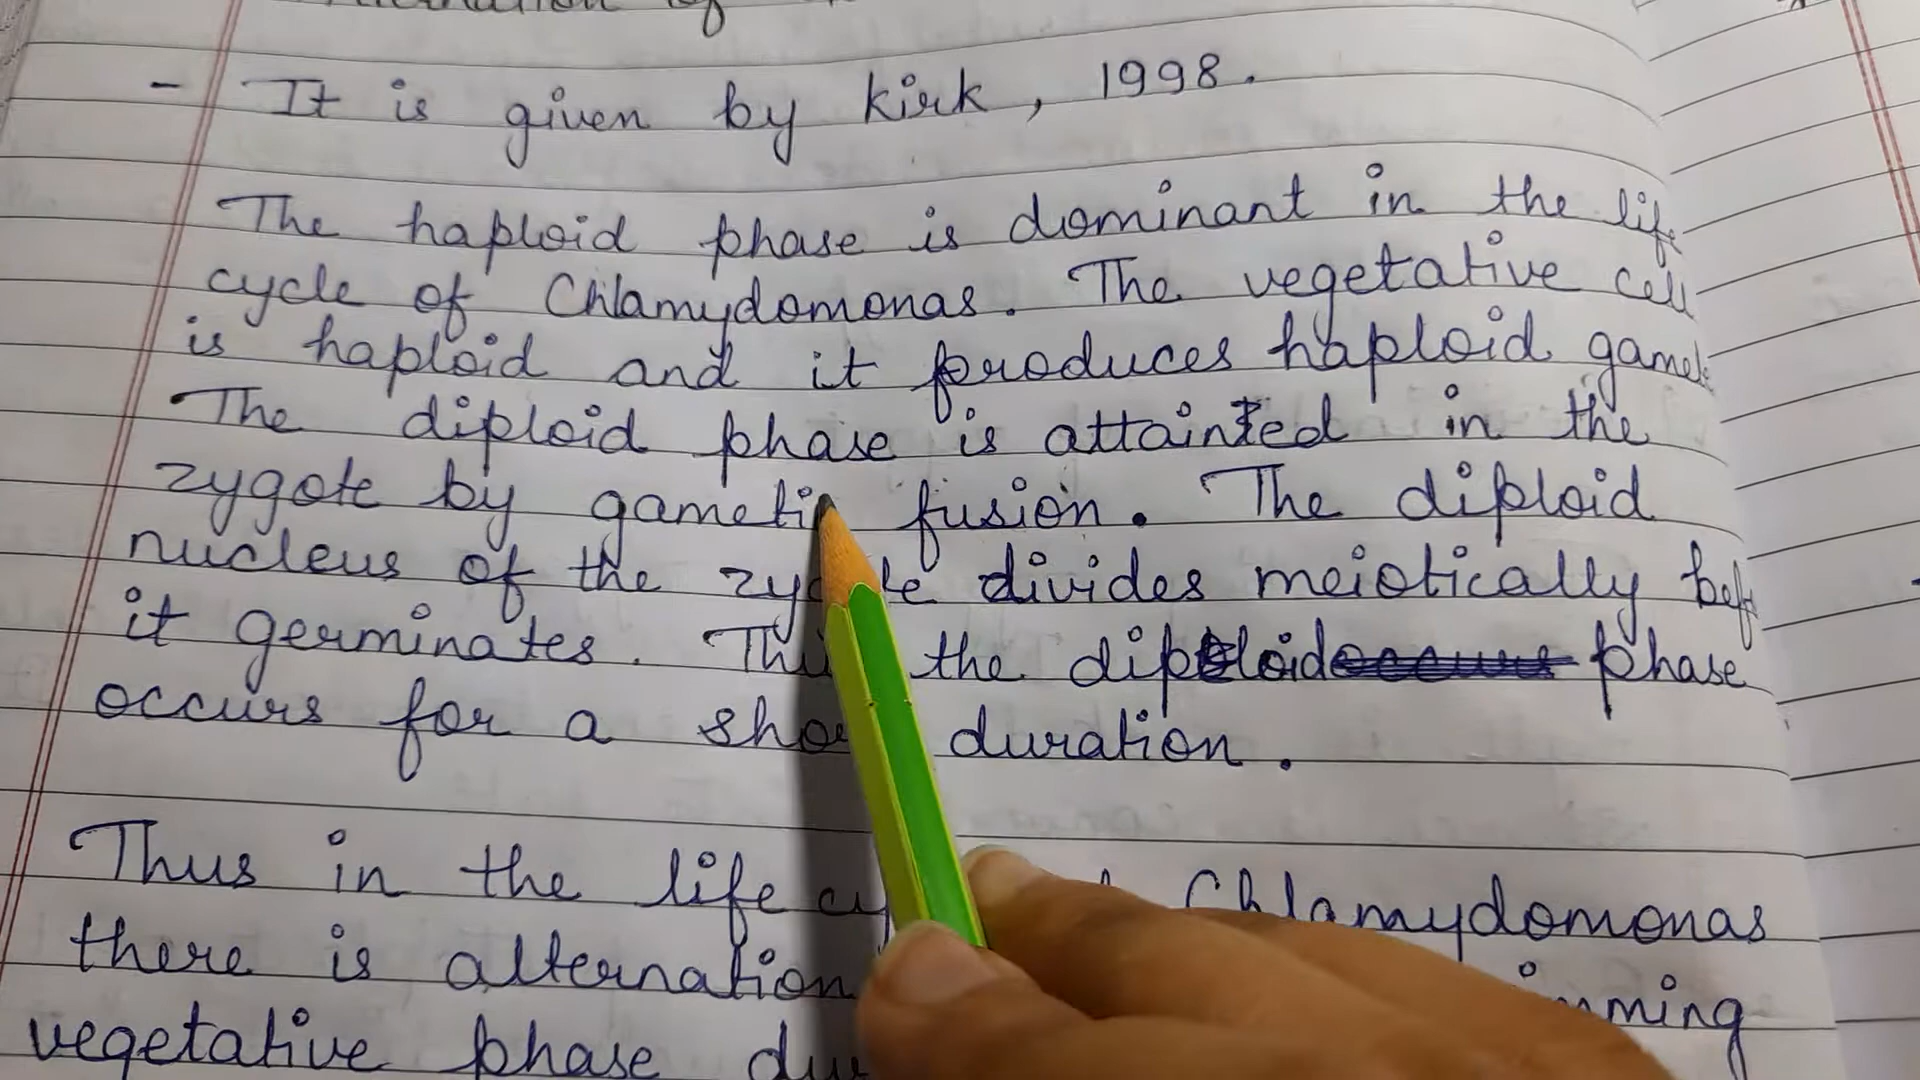 of
- It is given by Kirk, 1998.
The haploid phase is dominant in the life
cycle of Chlamydomonas. The vegetative cell
is haploid and it produces haploid
The diploid phase is attainted in the
zygote by gametic fusion. The diploid
nucleus of the divides meiotically
it germinates. the diploid phase
occurs for a duration.
Thus in the life Chlamydomonas
there is alternation
vegetative phase